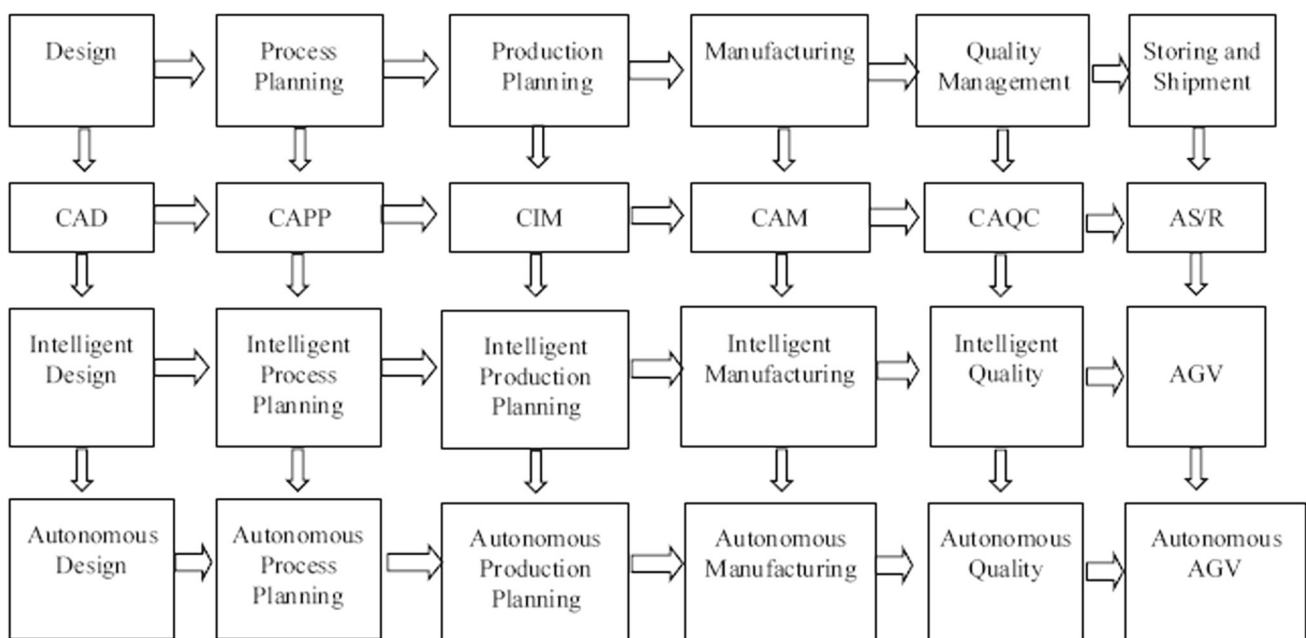 Design
Process
Planning
Production
Planning
Manufacturing
Quality
Management
Storing and
Shipment
CAD
CAPP
CIM
CAM
CAQC
AS/R
Intelligent
Design
Intelligent
Process
Planning
Intelligent
Production
Planning
Intelligent
Manufacturing
Intelligent
Quality
AGV
Autonomous
Design
Autonomous
Process
Planning
Autonomous
Production
Planning
Autonomous
Manufacturing
Autonomous
Quality
Autonomous
AGV